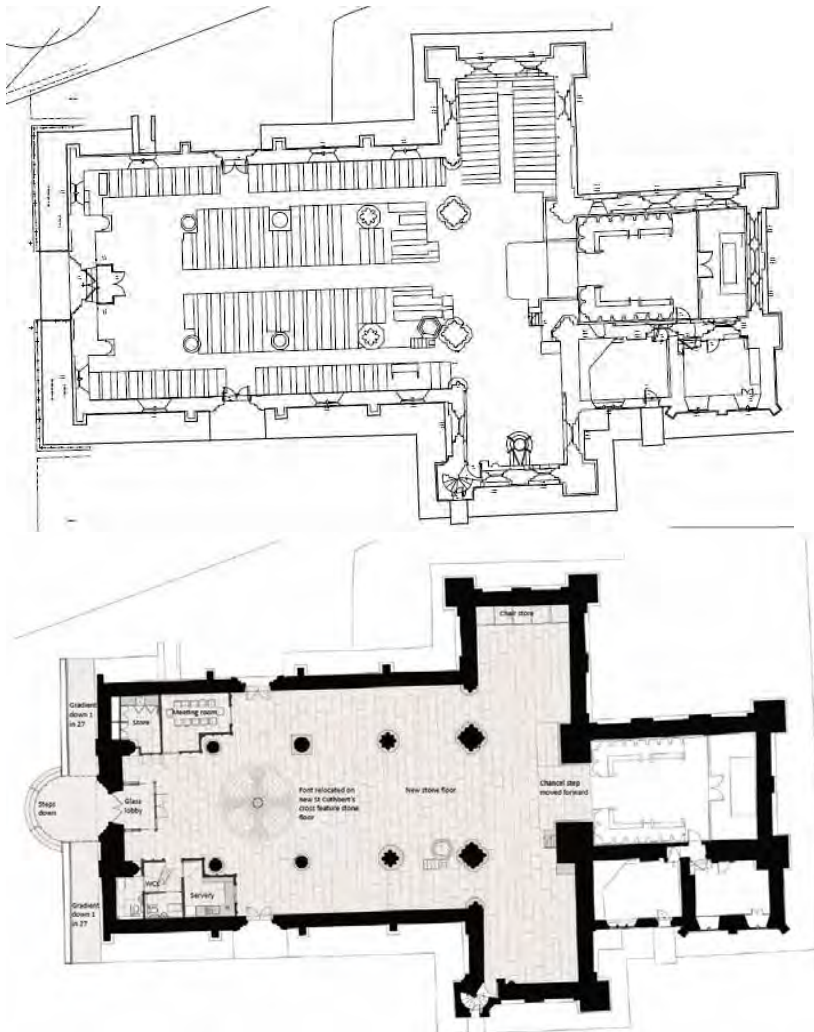 Chair store
Gradient
down 1
in 27
Store
Meeting room
Steps
down
Glass
lobby
Font relocated on
new St Cuthbert's
cross feature stone
floor
New stone floor
Chancel step
moved forward
WCs
Servery
Gradient
down 1
in 27